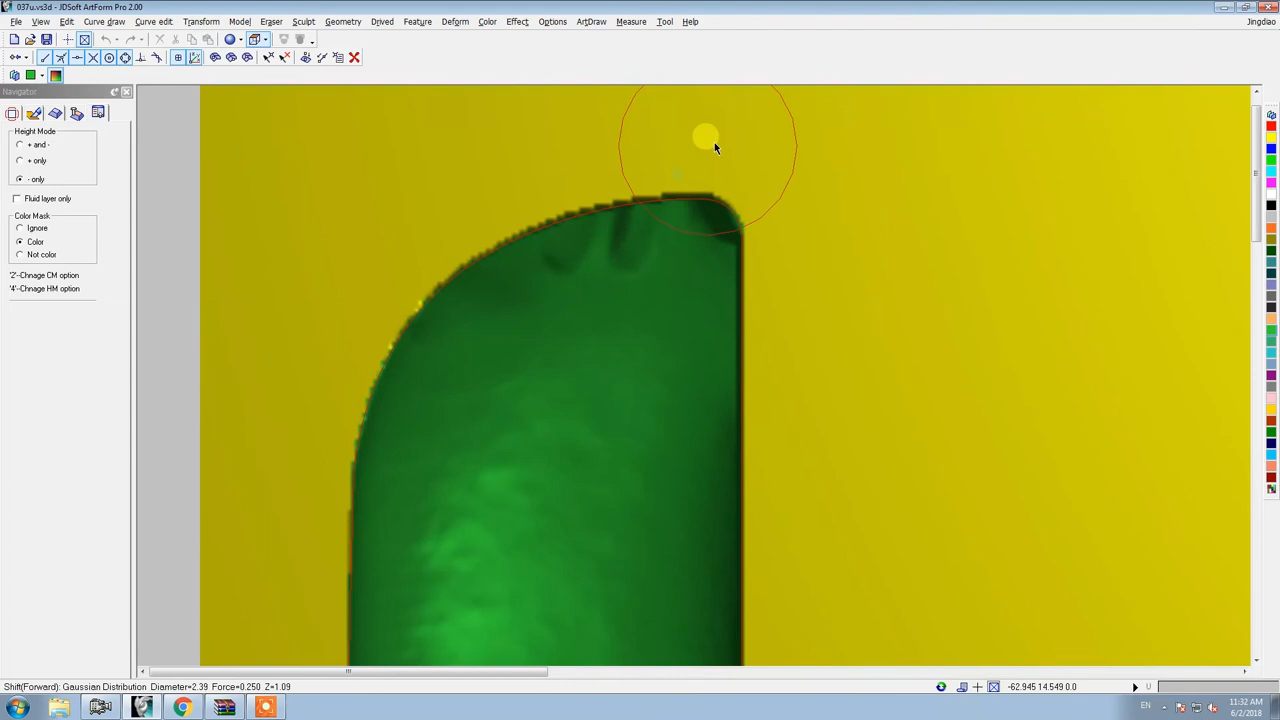 037u.vs3d - JDSoft ArtForm Pro 2.00
File View Edit Curve draw Curve edit Transform Model Eraser Sculpt Geometry Drived Feature Deform Color Effect Options ArtDraw Measure Tool Help Jingdiao
Navigator
Height Mode
+ and -
+ only
- only
Fluid layer only
Color Mask
Ignore
Color
Not color
'2'--Chnage CM option
'4'--Chnage HM option
Shift(Forward): Gaussian Distribution Diameter=2.39 Force=0.250 Z=1.09 -62.945 14.549 0.0 U
EN 11:32 AM
6/2/2018